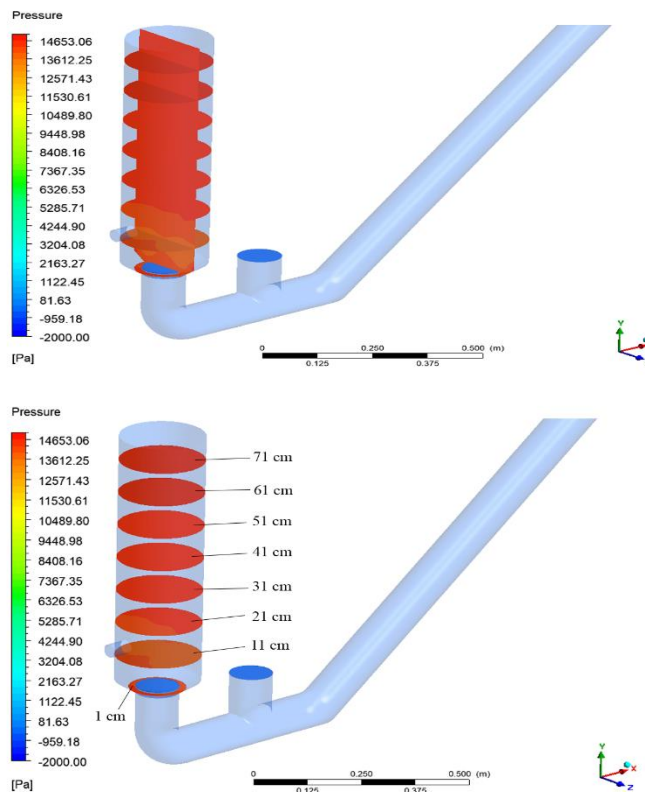 Pressure
14653.06
13612.25
12571.43
11530.61
10489.80
9448.98
8408.16
7367.35
6326.53
5285.71
4244.90
3204.08
2163.27
1122.45
81.63
-959.18
-2000.00
[Pa]
0 0.250 0.500 (m)
0.125 0.375
Y
Z
Pressure
14653.06
13612.25
12571.43
11530.61
10489.80
9448.98
8408.16
7367.35
6326.53
5285.71
4244.90
3204.08
2163.27
1122.45
81.63
-959.18
-2000.00
[Pa]
71 cm
61 cm
51 cm
41 cm
31 cm
21 cm
11 cm
1 cm
0 0.250 0.500 (m)
0.125 0.375
Y
X
Z